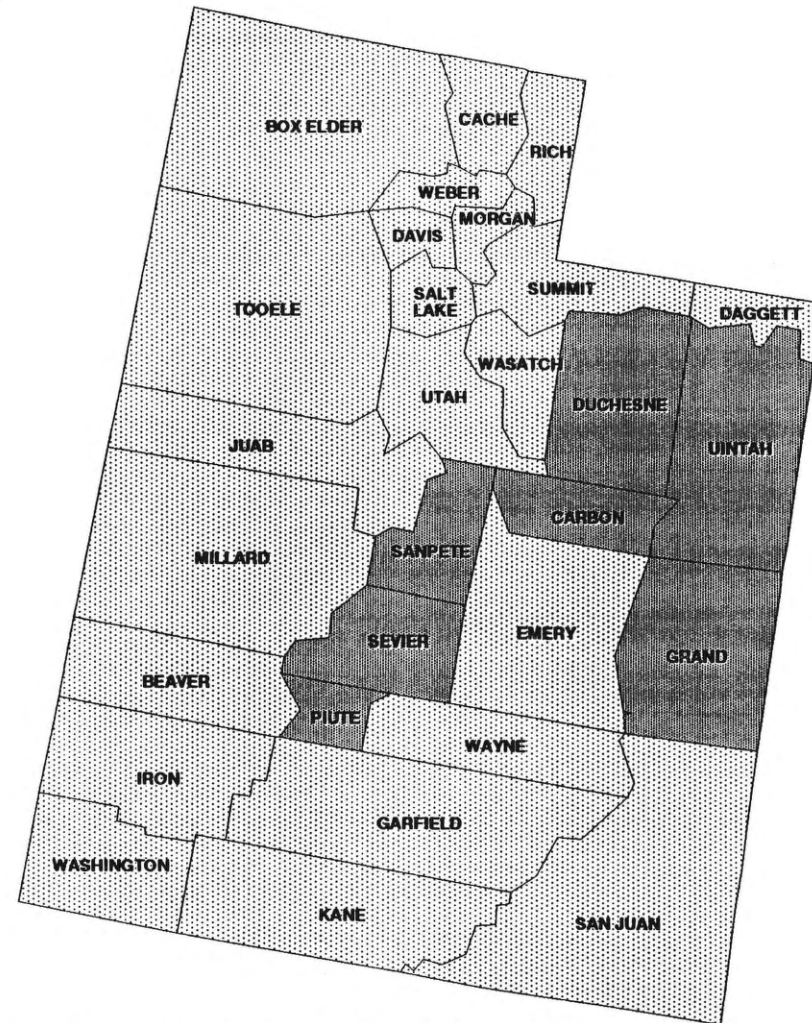 CACHE
BOX ELDER
RICH
WEBER
MORGAN
DAVIS
SALT
LAKE
SUMMIT
TOOELE
DAGGETT
WASATCH
UTAH
DUCHESNE
UINTAH
JUAB
CARBON
SANPETE
MILLARD
EMERY
SEVIER
GRAND
BEAVER
PIUTE
WAYNE
IRON
GARFIELD
WASHINGTON
KANE
SAN JUAN